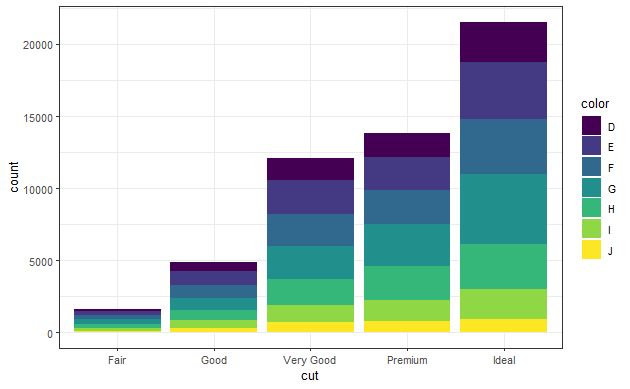 20000
15000
10000
5000
0
count
Fair Good Very Good Premium Ideal
cut
color
D
E
F
G
H
I
J